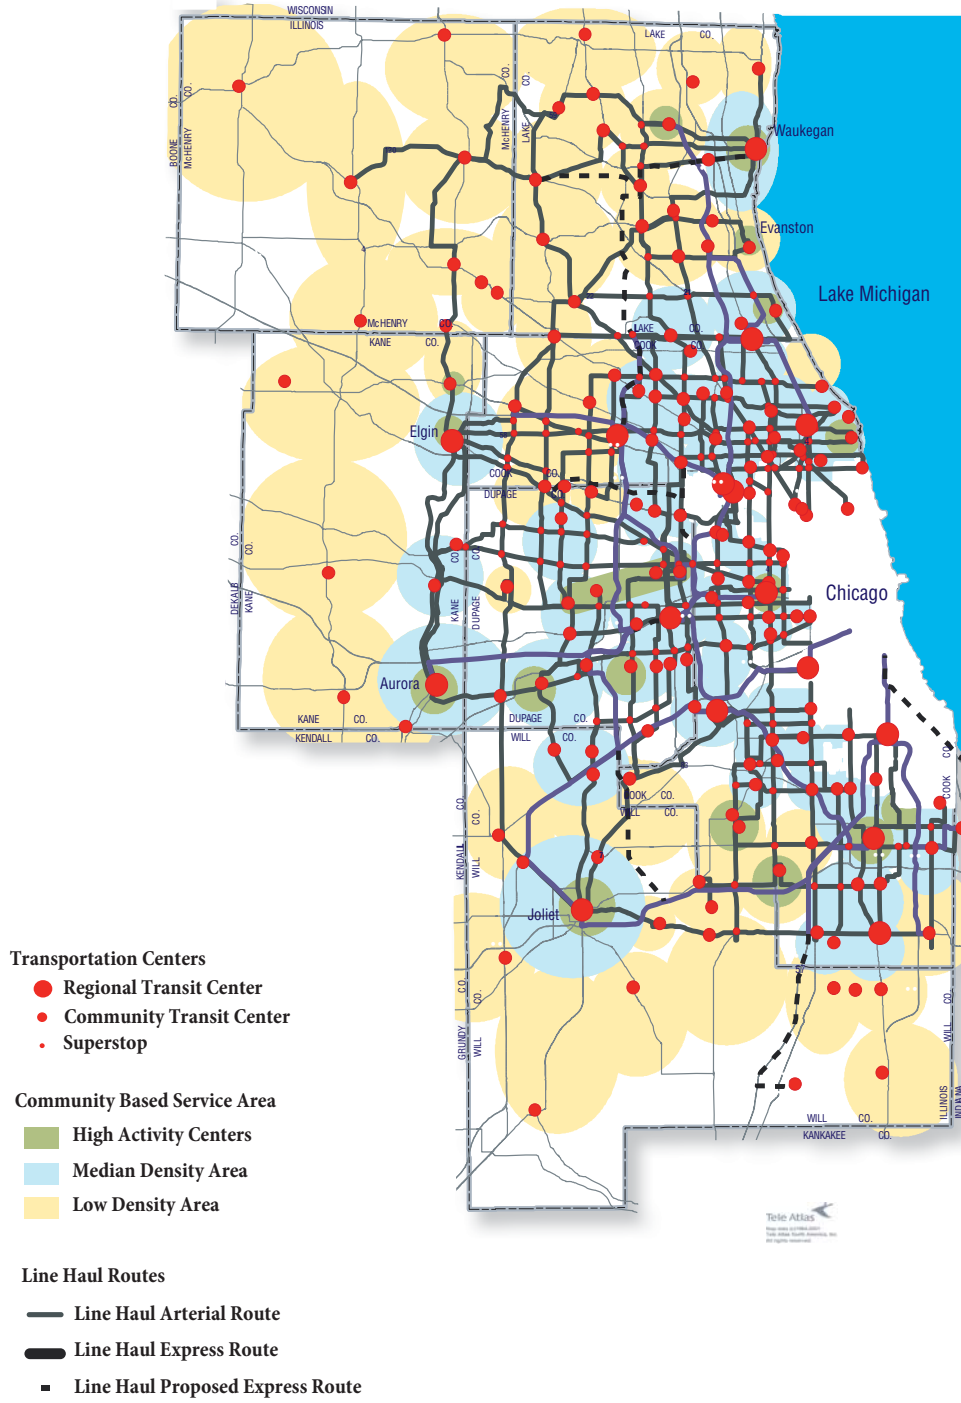 WISCONSIN
ILLINOIS
LAKE CO.
BOONE CO.
McHENRY CO.
McHENRY CO.
LAKE CO.
Waukegan
Evanston
Lake Michigan
McHENRY CO.
KANE CO.
LAKE CO.
COOK CO.
Elgin
COOK CO.
DUPAGE CO.
DEKALB CO.
KANE CO.
KANE CO.
DUPAGE CO.
Chicago
Aurora
KANE CO.
KENDALL CO.
DUPAGE CO.
WILL CO.
COOK CO.
COOK CO.
WILL CO.
KENDALL CO.
WILL CO.
Joliet
GRUNDY CO.
WILL CO.
WILL CO.
ILLINOIS
INDIANA
WILL CO.
KANKAKEE CO.
Transportation Centers
Regional Transit Center
Community Transit Center
Superstop
Community Based Service Area
High Activity Centers
Median Density Area
Low Density Area
Line Haul Routes
Line Haul Arterial Route
Line Haul Express Route
Line Haul Proposed Express Route
Tele Atlas
All rights reserved